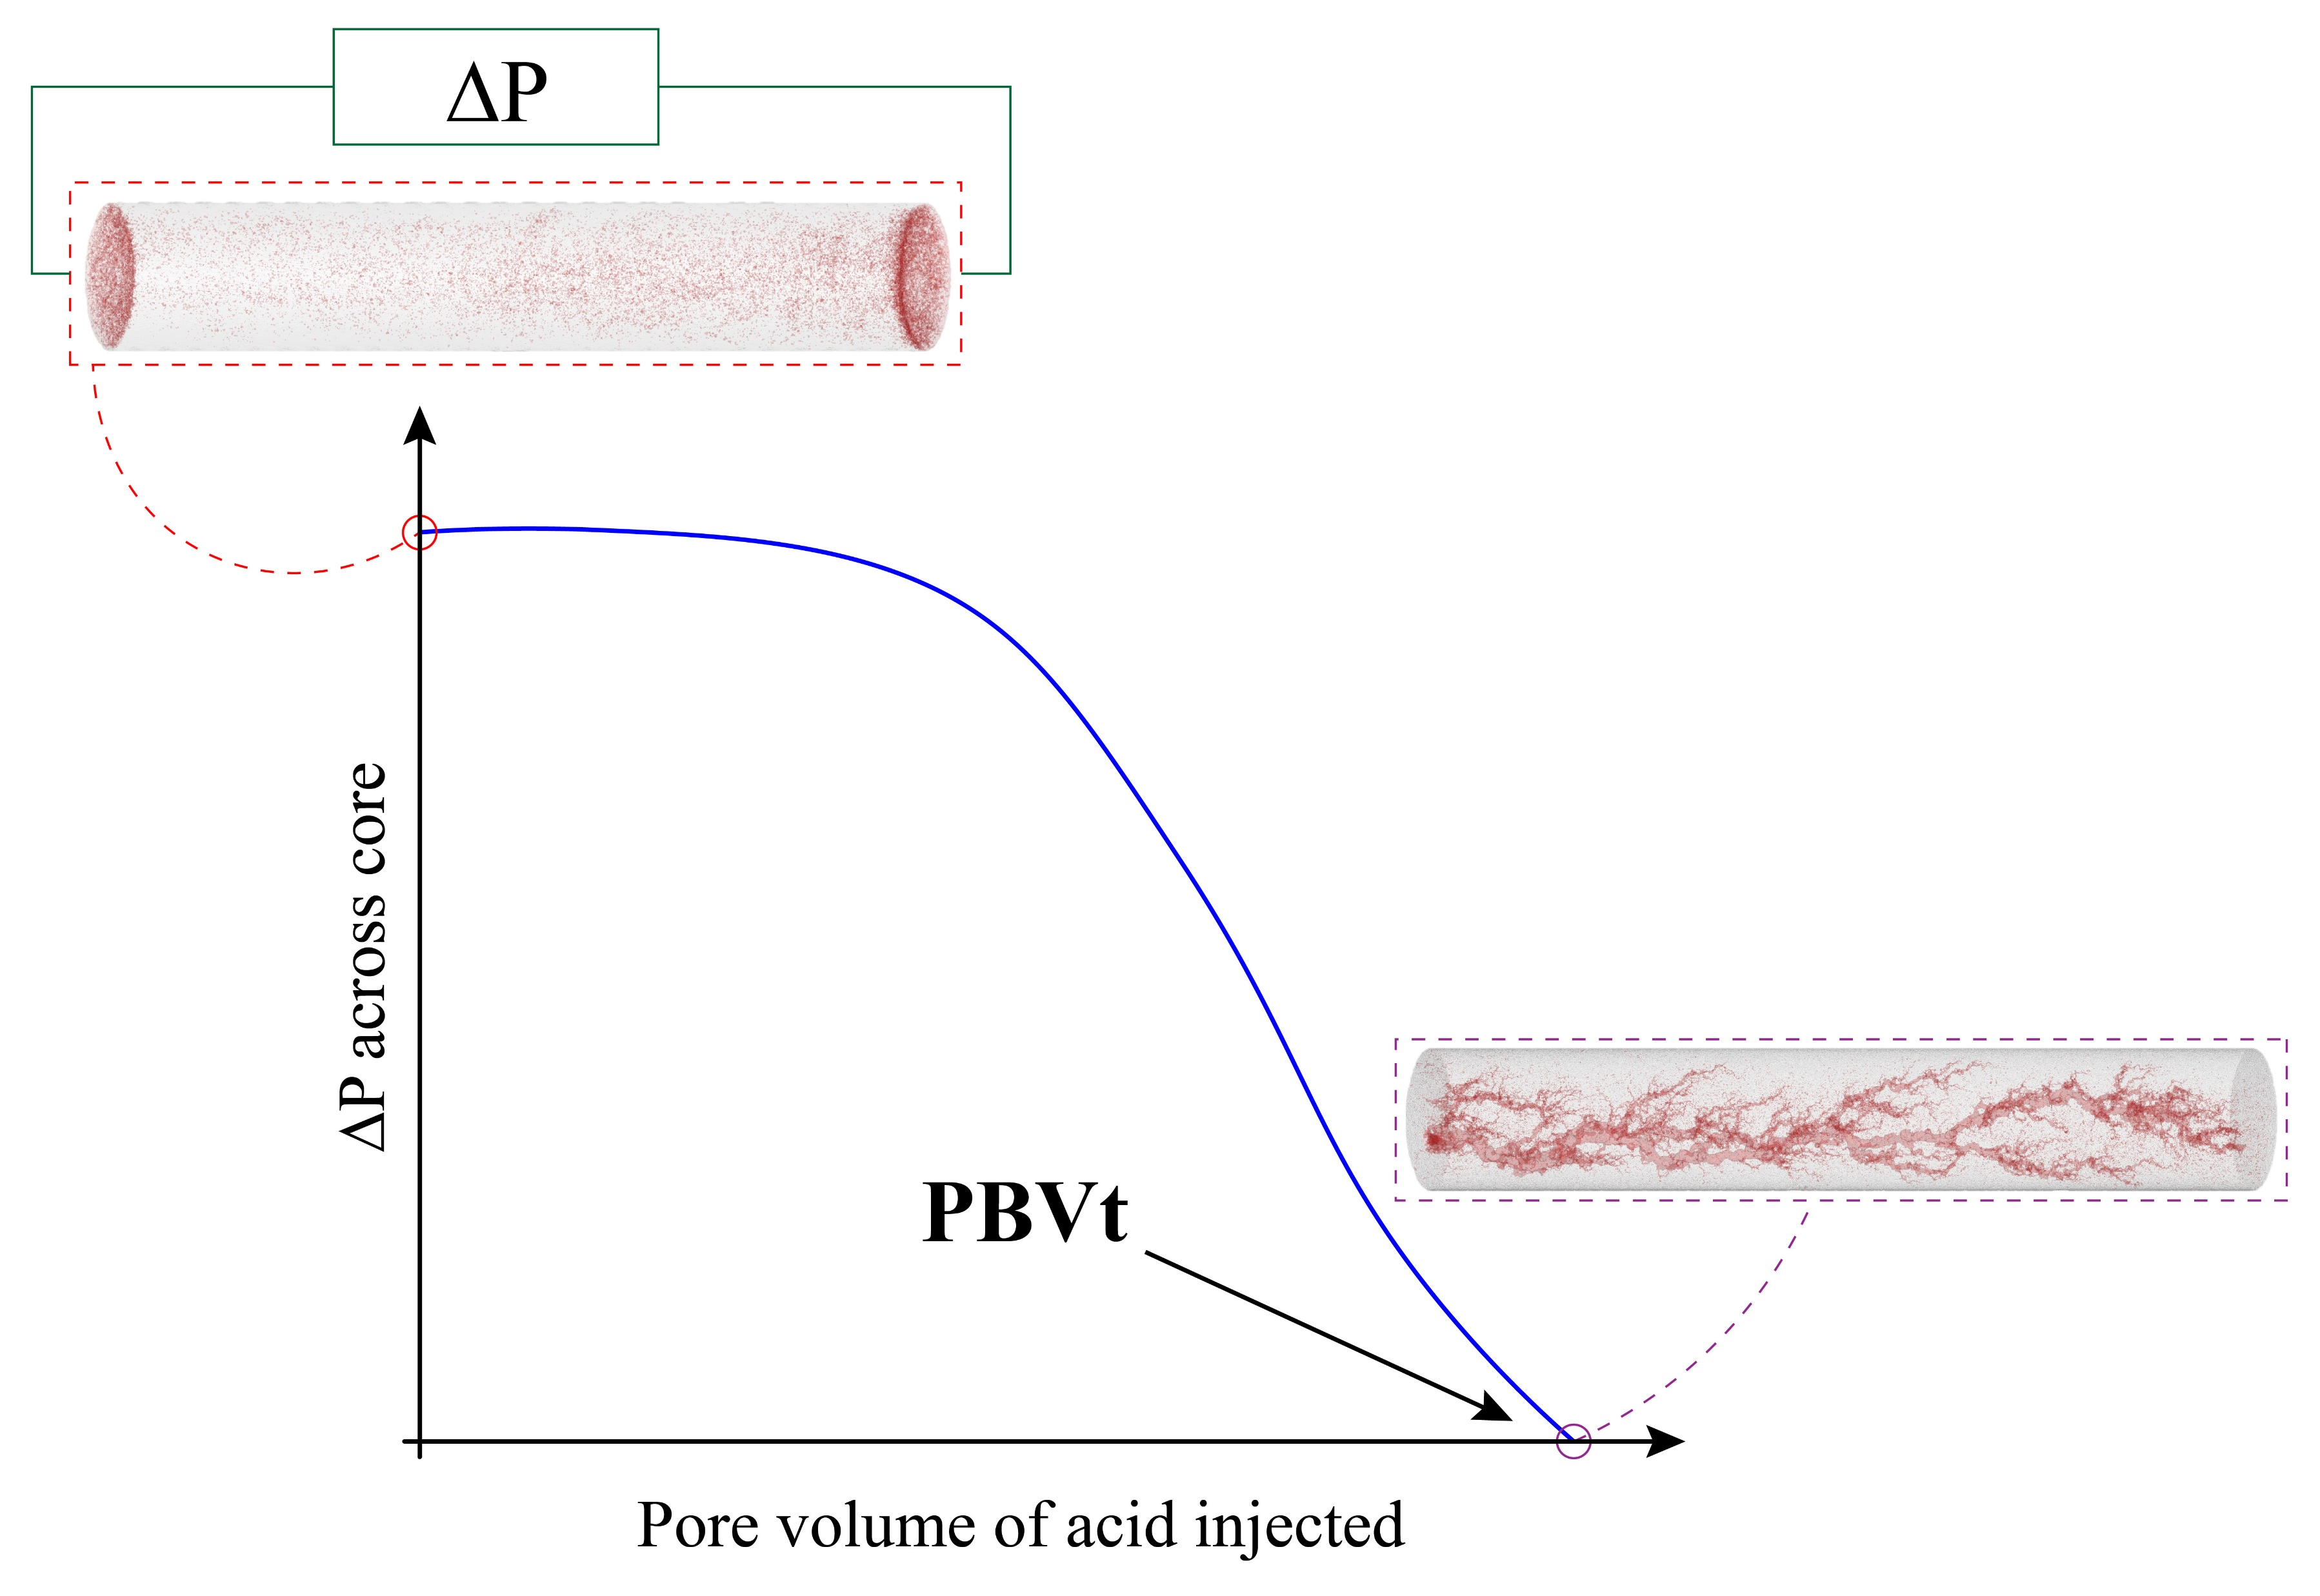 ΔP
ΔP across core
PBVt
Pore volume of acid injected